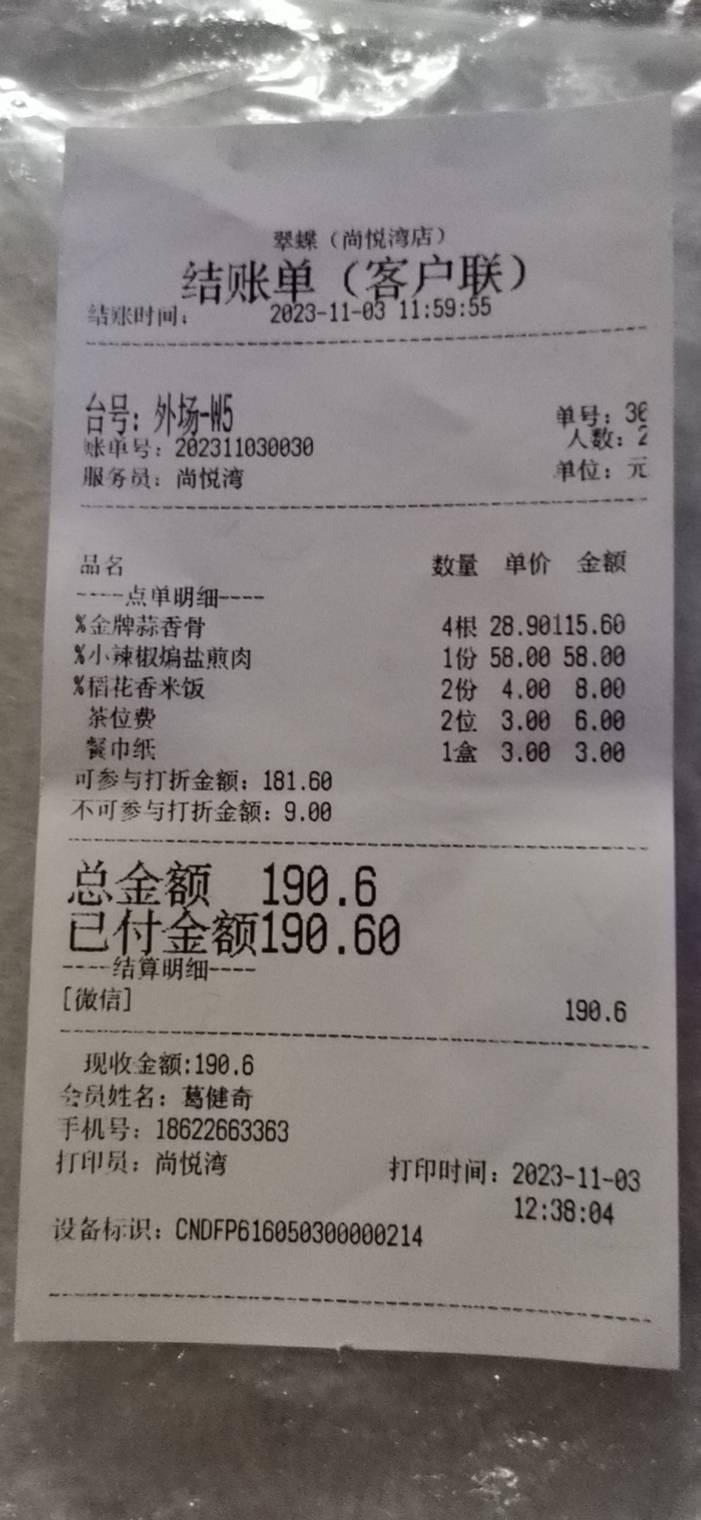 翠蝶（尚悦湾店）
结账单（客户联）
结账时间： 2023-11-03 11:59:55
台号：外场-W5 单号：30
账单号：202311030030 人数：2
服务员：尚悦湾 单位：元
品名 数量 单价 金额
----点单明细----
%金牌蒜香骨 4根 28.90115.60
%小辣椒煸盐煎肉 1份 58.00 58.00
%稻花香米饭 2份 4.00 8.00
茶位费 2位 3.00 6.00
餐巾纸 1盒 3.00 3.00
可参与打折金额：181.60
不可参与打折金额：9.00
总金额 190.6
已付金额190.60
----结算明细----
[微信] 190.6
现收金额:190.6
会员姓名：葛健奇
手机号：18622663363
打印员：尚悦湾 打印时间：2023-11-03
12:38:04
设备标识：CNDFP616050300000214